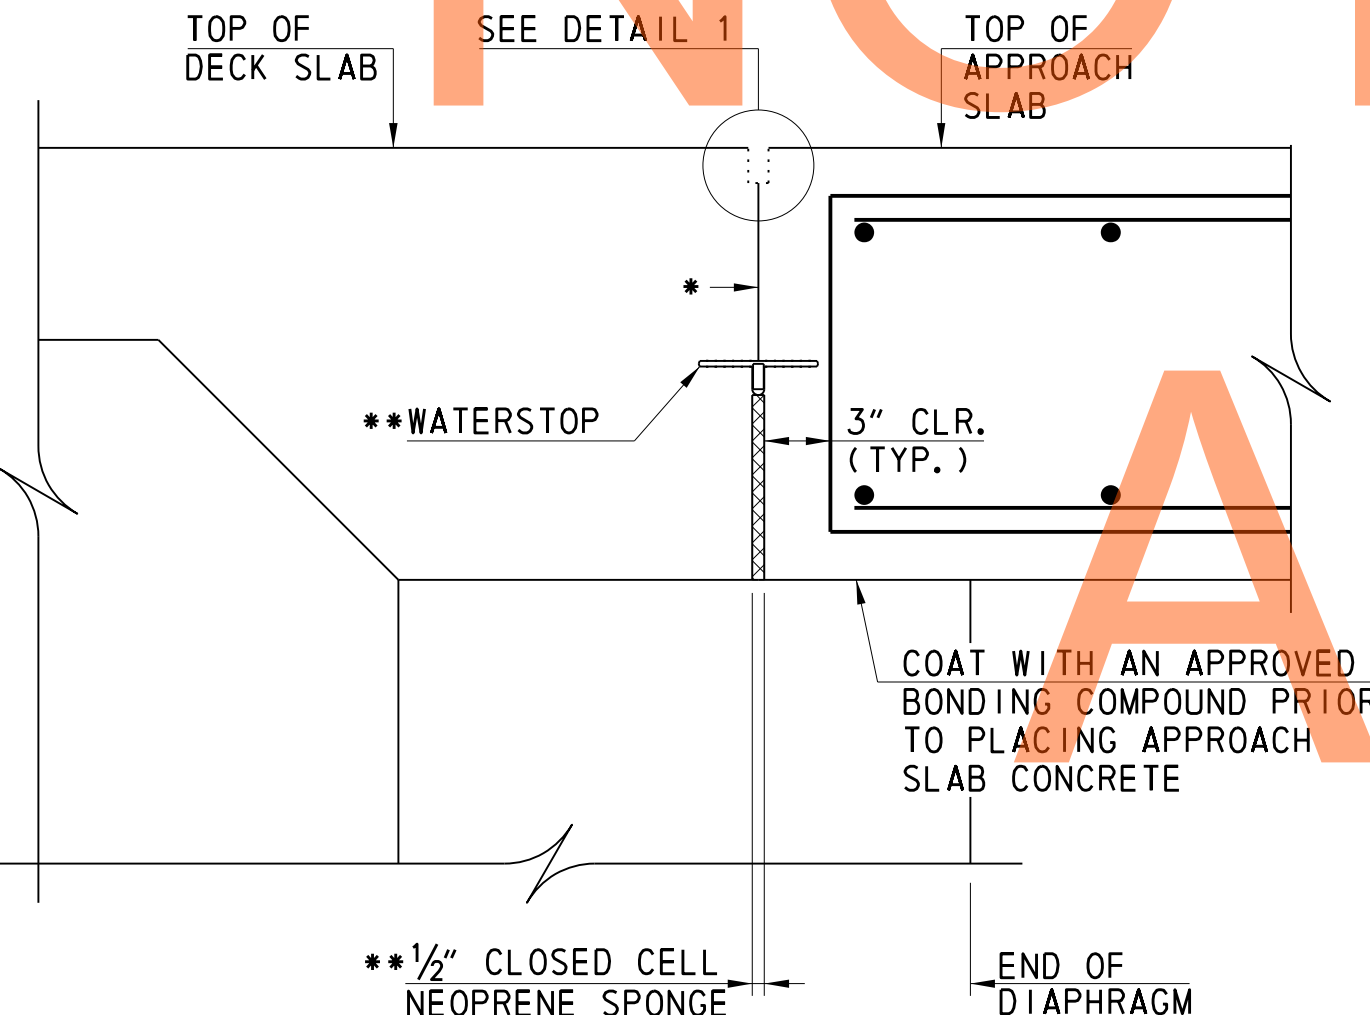 TOP OF
DECK SLAB
SEE DETAIL 1
TOP OF
APPROACH
SLAB
*
**WATERSTOP
3" CLR.
(TYP.)
COAT WITH AN APPROVED
BONDING COMPOUND PRIOR
TO PLACING APPROACH
SLAB CONCRETE
**1/2" CLOSED CELL
NEOPRENE SPONGE
END OF
DIAPHRAGM
A